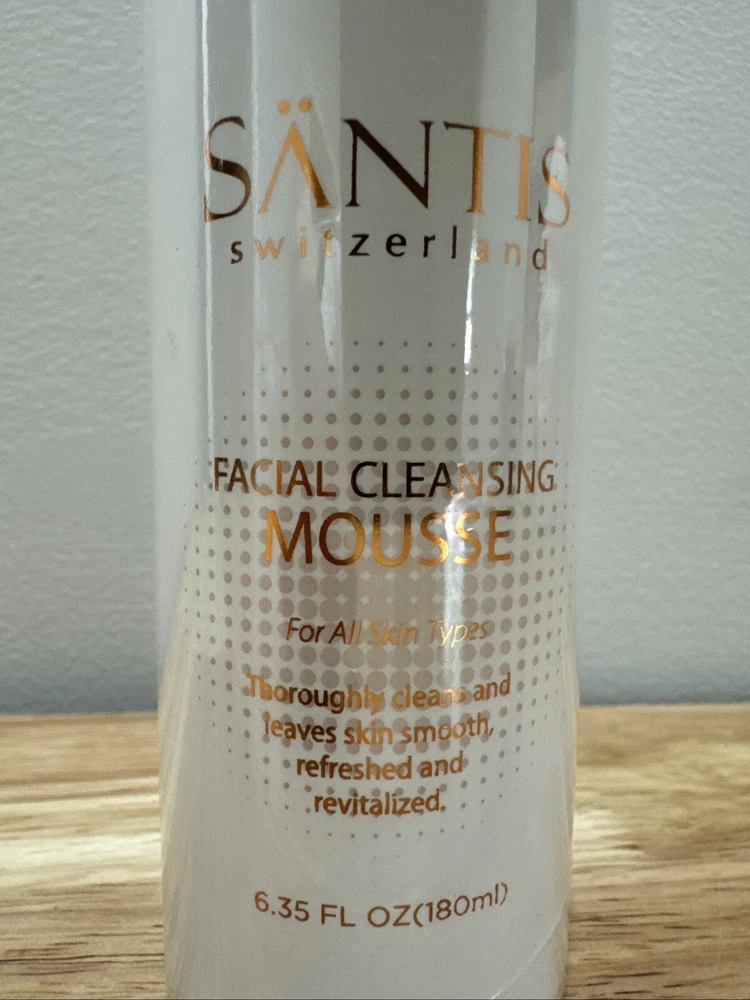 SÄNTIS
switzerland
FACIAL CLEANSING
MOUSSE
For All Skin Types
Thoroughly cleans and
leaves skin smooth,
refreshed and
revitalized.
6.35 FL OZ(180ml)